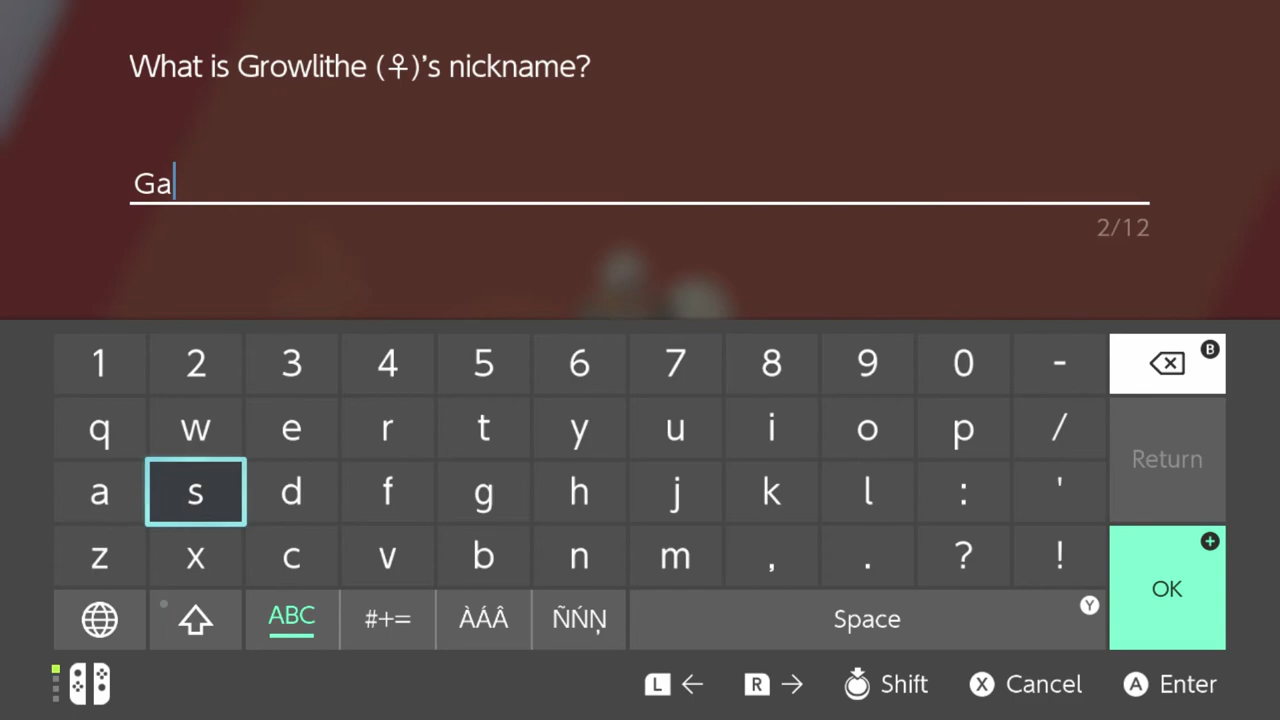 What is Growlithe (♀)'s nickname?
Ga
2/12
1 2 3 4 5 6 7 8 9 0 - B
q w e r t y u i o p / Return
a s d f g h j k l : '
z x c v b n m , . ? ! + OK
ABC #+= ÀÁÂ ÑŃŅ Space Y
L ← R → Shift X Cancel A Enter